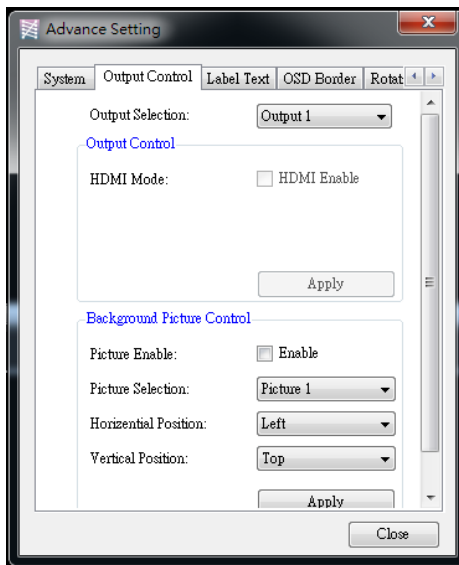 Advance Setting
System Output Control Label Text OSD Border Rotat
Output Selection: Output 1
Output Control
HDMI Mode: HDMI Enable
Apply
Background Picture Control
Picture Enable: Enable
Picture Selection: Picture 1
Horizential Position: Left
Vertical Position: Top
Apply
Close